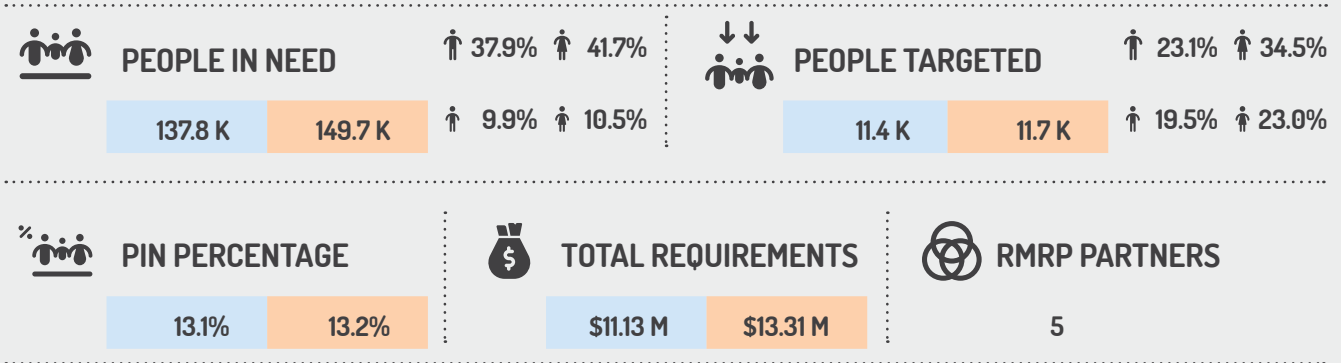 PEOPLE IN NEED
37.9% 41.7%
137.8 K 149.7 K
9.9% 10.5%
PEOPLE TARGETED
23.1% 34.5%
11.4 K 11.7 K
19.5% 23.0%
%
PIN PERCENTAGE
13.1% 13.2%
$
TOTAL REQUIREMENTS
$11.13 M $13.31 M
RMRP PARTNERS
5